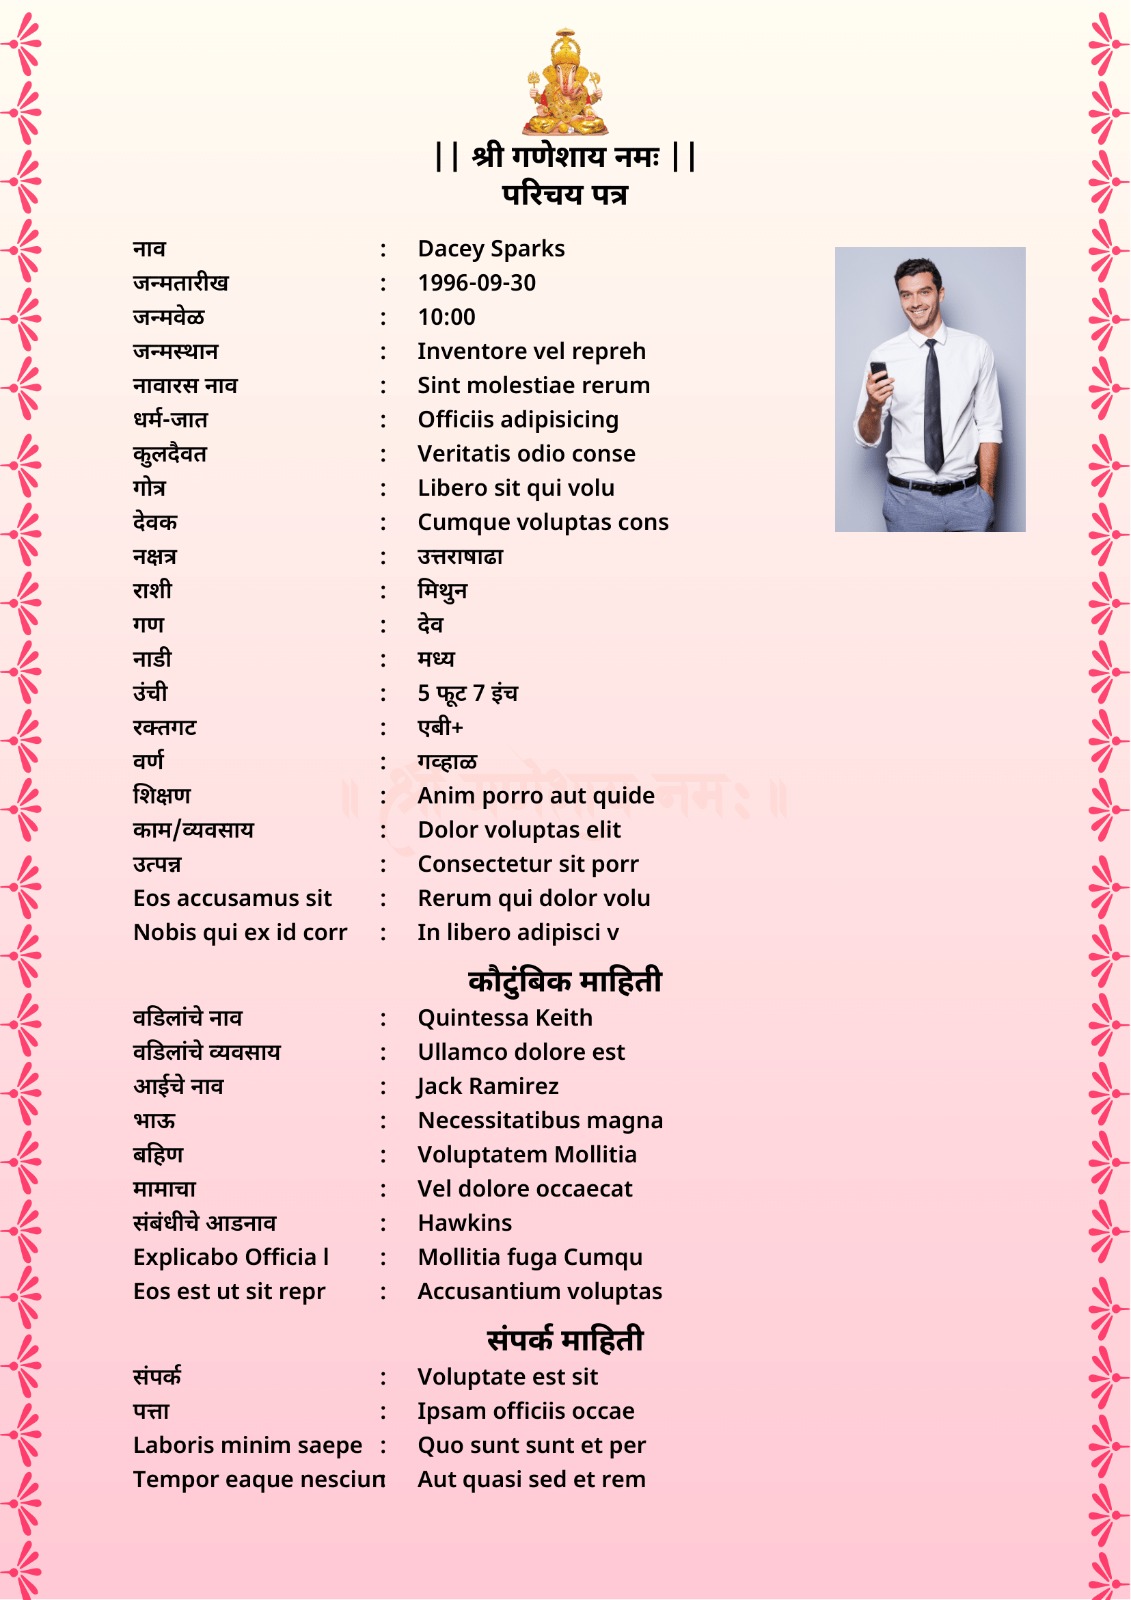 || श्री गणेशाय नमः ||
परिचय पत्र
नाव : Dacey Sparks
जन्मतारीख : 1996-09-30
जन्मवेळ : 10:00
जन्मस्थान : Inventore vel repreh
नावारस नाव : Sint molestiae rerum
धर्म-जात : Officiis adipisicing
कुलदैवत : Veritatis odio conse
गोत्र : Libero sit qui volu
देवक : Cumque voluptas cons
नक्षत्र : उत्तराषाढा
राशी : मिथुन
गण : देव
नाडी : मध्य
उंची : 5 फूट 7 इंच
रक्तगट : एबी+
वर्ण : गव्हाळ
॥ श्री गणेशाय नमः ॥
शिक्षण : Anim porro aut quide
काम/व्यवसाय : Dolor voluptas elit
उत्पन्न : Consectetur sit porr
Eos accusamus sit : Rerum qui dolor volu
Nobis qui ex id corr : In libero adipisci v
कौटुंबिक माहिती
वडिलांचे नाव : Quintessa Keith
वडिलांचे व्यवसाय : Ullamco dolore est
आईचे नाव : Jack Ramirez
भाऊ : Necessitatibus magna
बहिण : Voluptatem Mollitia
मामाचा : Vel dolore occaecat
संबंधीचे आडनाव : Hawkins
Explicabo Officia l : Mollitia fuga Cumqu
Eos est ut sit repr : Accusantium voluptas
संपर्क माहिती
संपर्क : Voluptate est sit
पत्ता : Ipsam officiis occae
Laboris minim saepe : Quo sunt sunt et per
Tempor eaque nesciun : Aut quasi sed et rem